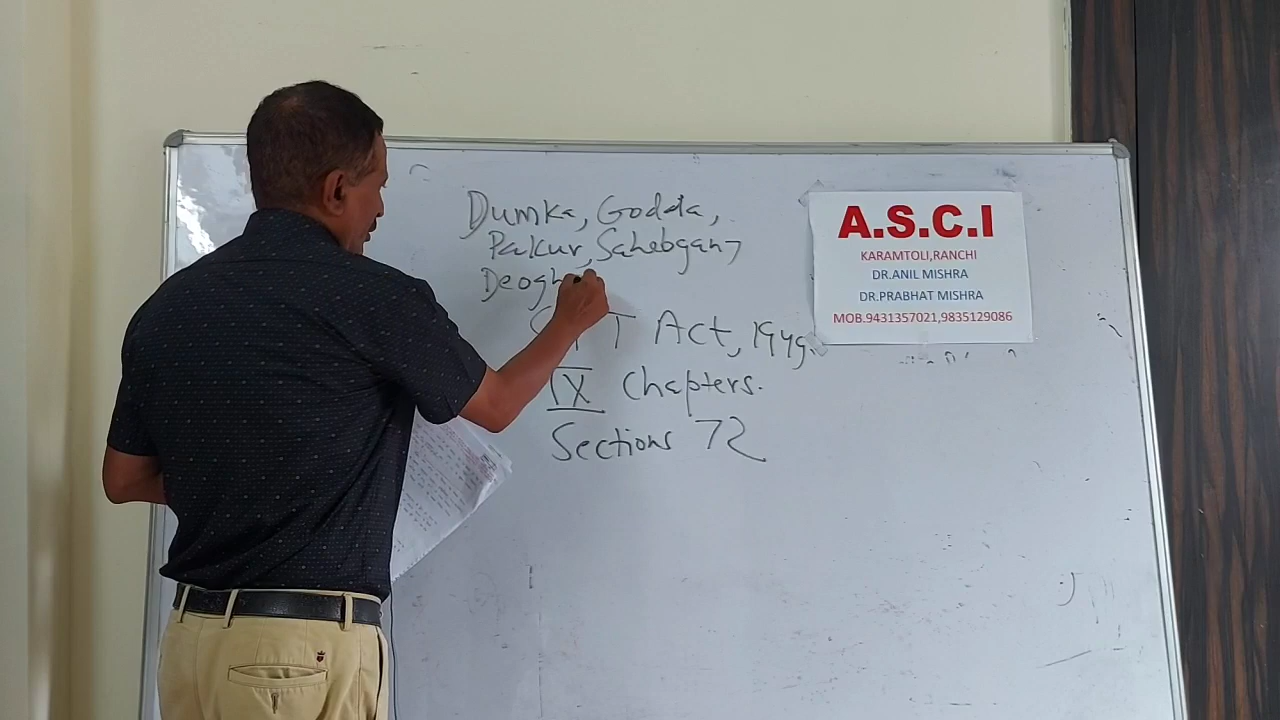 Dumka, Godda,
Pakur, Sahebganj
Deogh
T Act, 1949.
IX Chapters.
Sections 72
A.S.C.I
KARAMTOLI,RANCHI
DR.ANIL MISHRA
DR.PRABHAT MISHRA
MOB.9431357021,9835129086